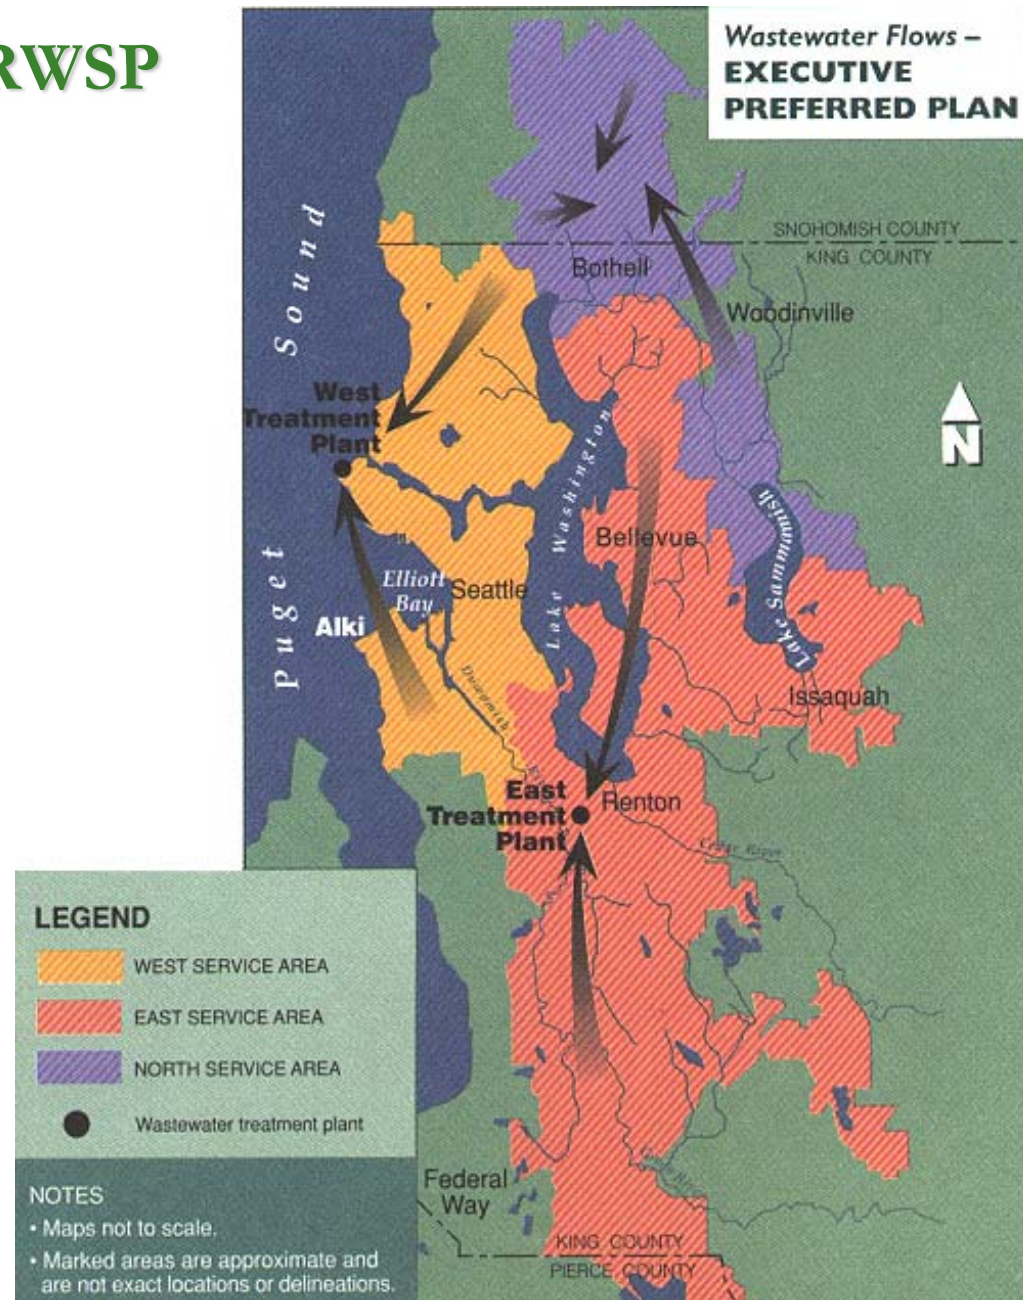 RWSP
Wastewater Flows –
EXECUTIVE
PREFERRED PLAN
SNOHOMISH COUNTY
KING COUNTY
Bothell
Woodinville
Puget Sound
West
Treatment
Plant
N
Lake Washington
Lake Sammamish
Bellevue
Elliott
Bay
Seattle
Alki
Duwamish
Issaquah
East
Treatment
Plant
Renton
Cedar River
Federal
Way
KING COUNTY
PIERCE COUNTY
LEGEND
WEST SERVICE AREA
EAST SERVICE AREA
NORTH SERVICE AREA
Wastewater treatment plant
NOTES
• Maps not to scale.
• Marked areas are approximate and
are not exact locations or delineations.